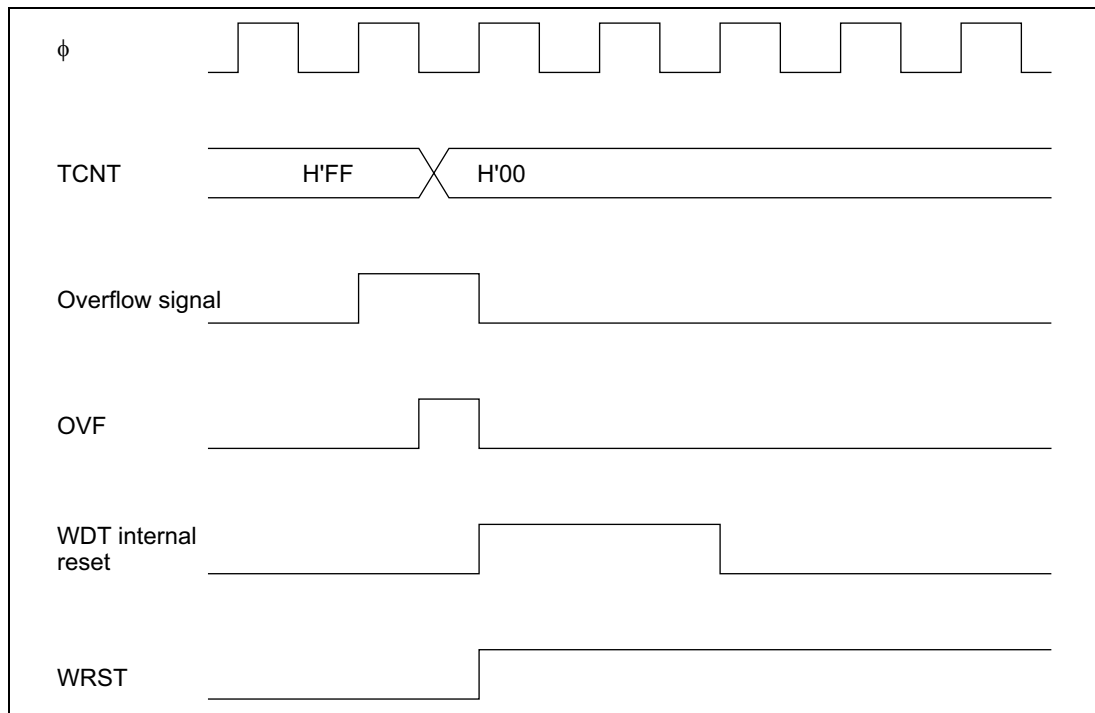 ϕ
TCNT
H'FF
H'00
Overflow signal
OVF
WDT internal
reset
WRST